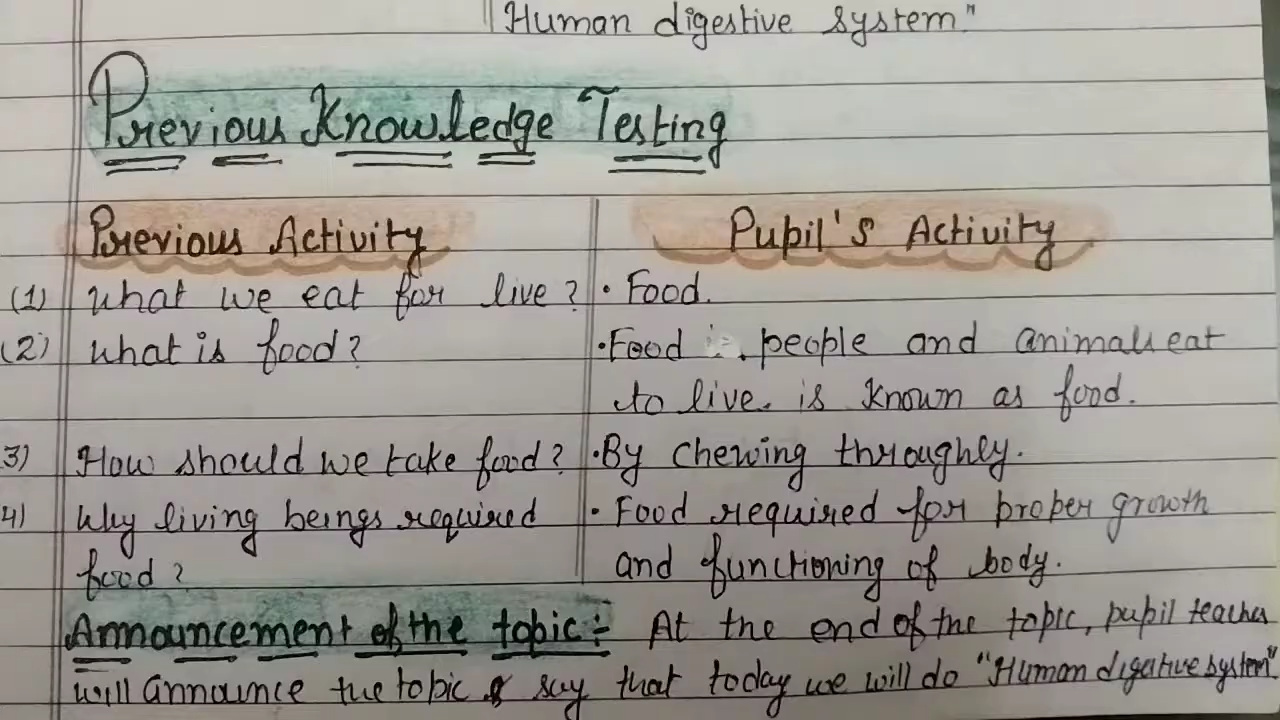 "Human digestive system"
Previous Knowledge Testing
Previous Activity Pupil's Activity
(1) what we eat for live? • Food.
(2) what is food? • Food is. people and animals eat
to live. is known as food.
3) How should we take food? • By chewing throughly.
4) Why living beings required • Food required for proper growth
food? and functioning of body.
Announcement of the topic:- At the end of the topic, pupil teacher
will announce the topic & say that today we will do "Human digestive system".